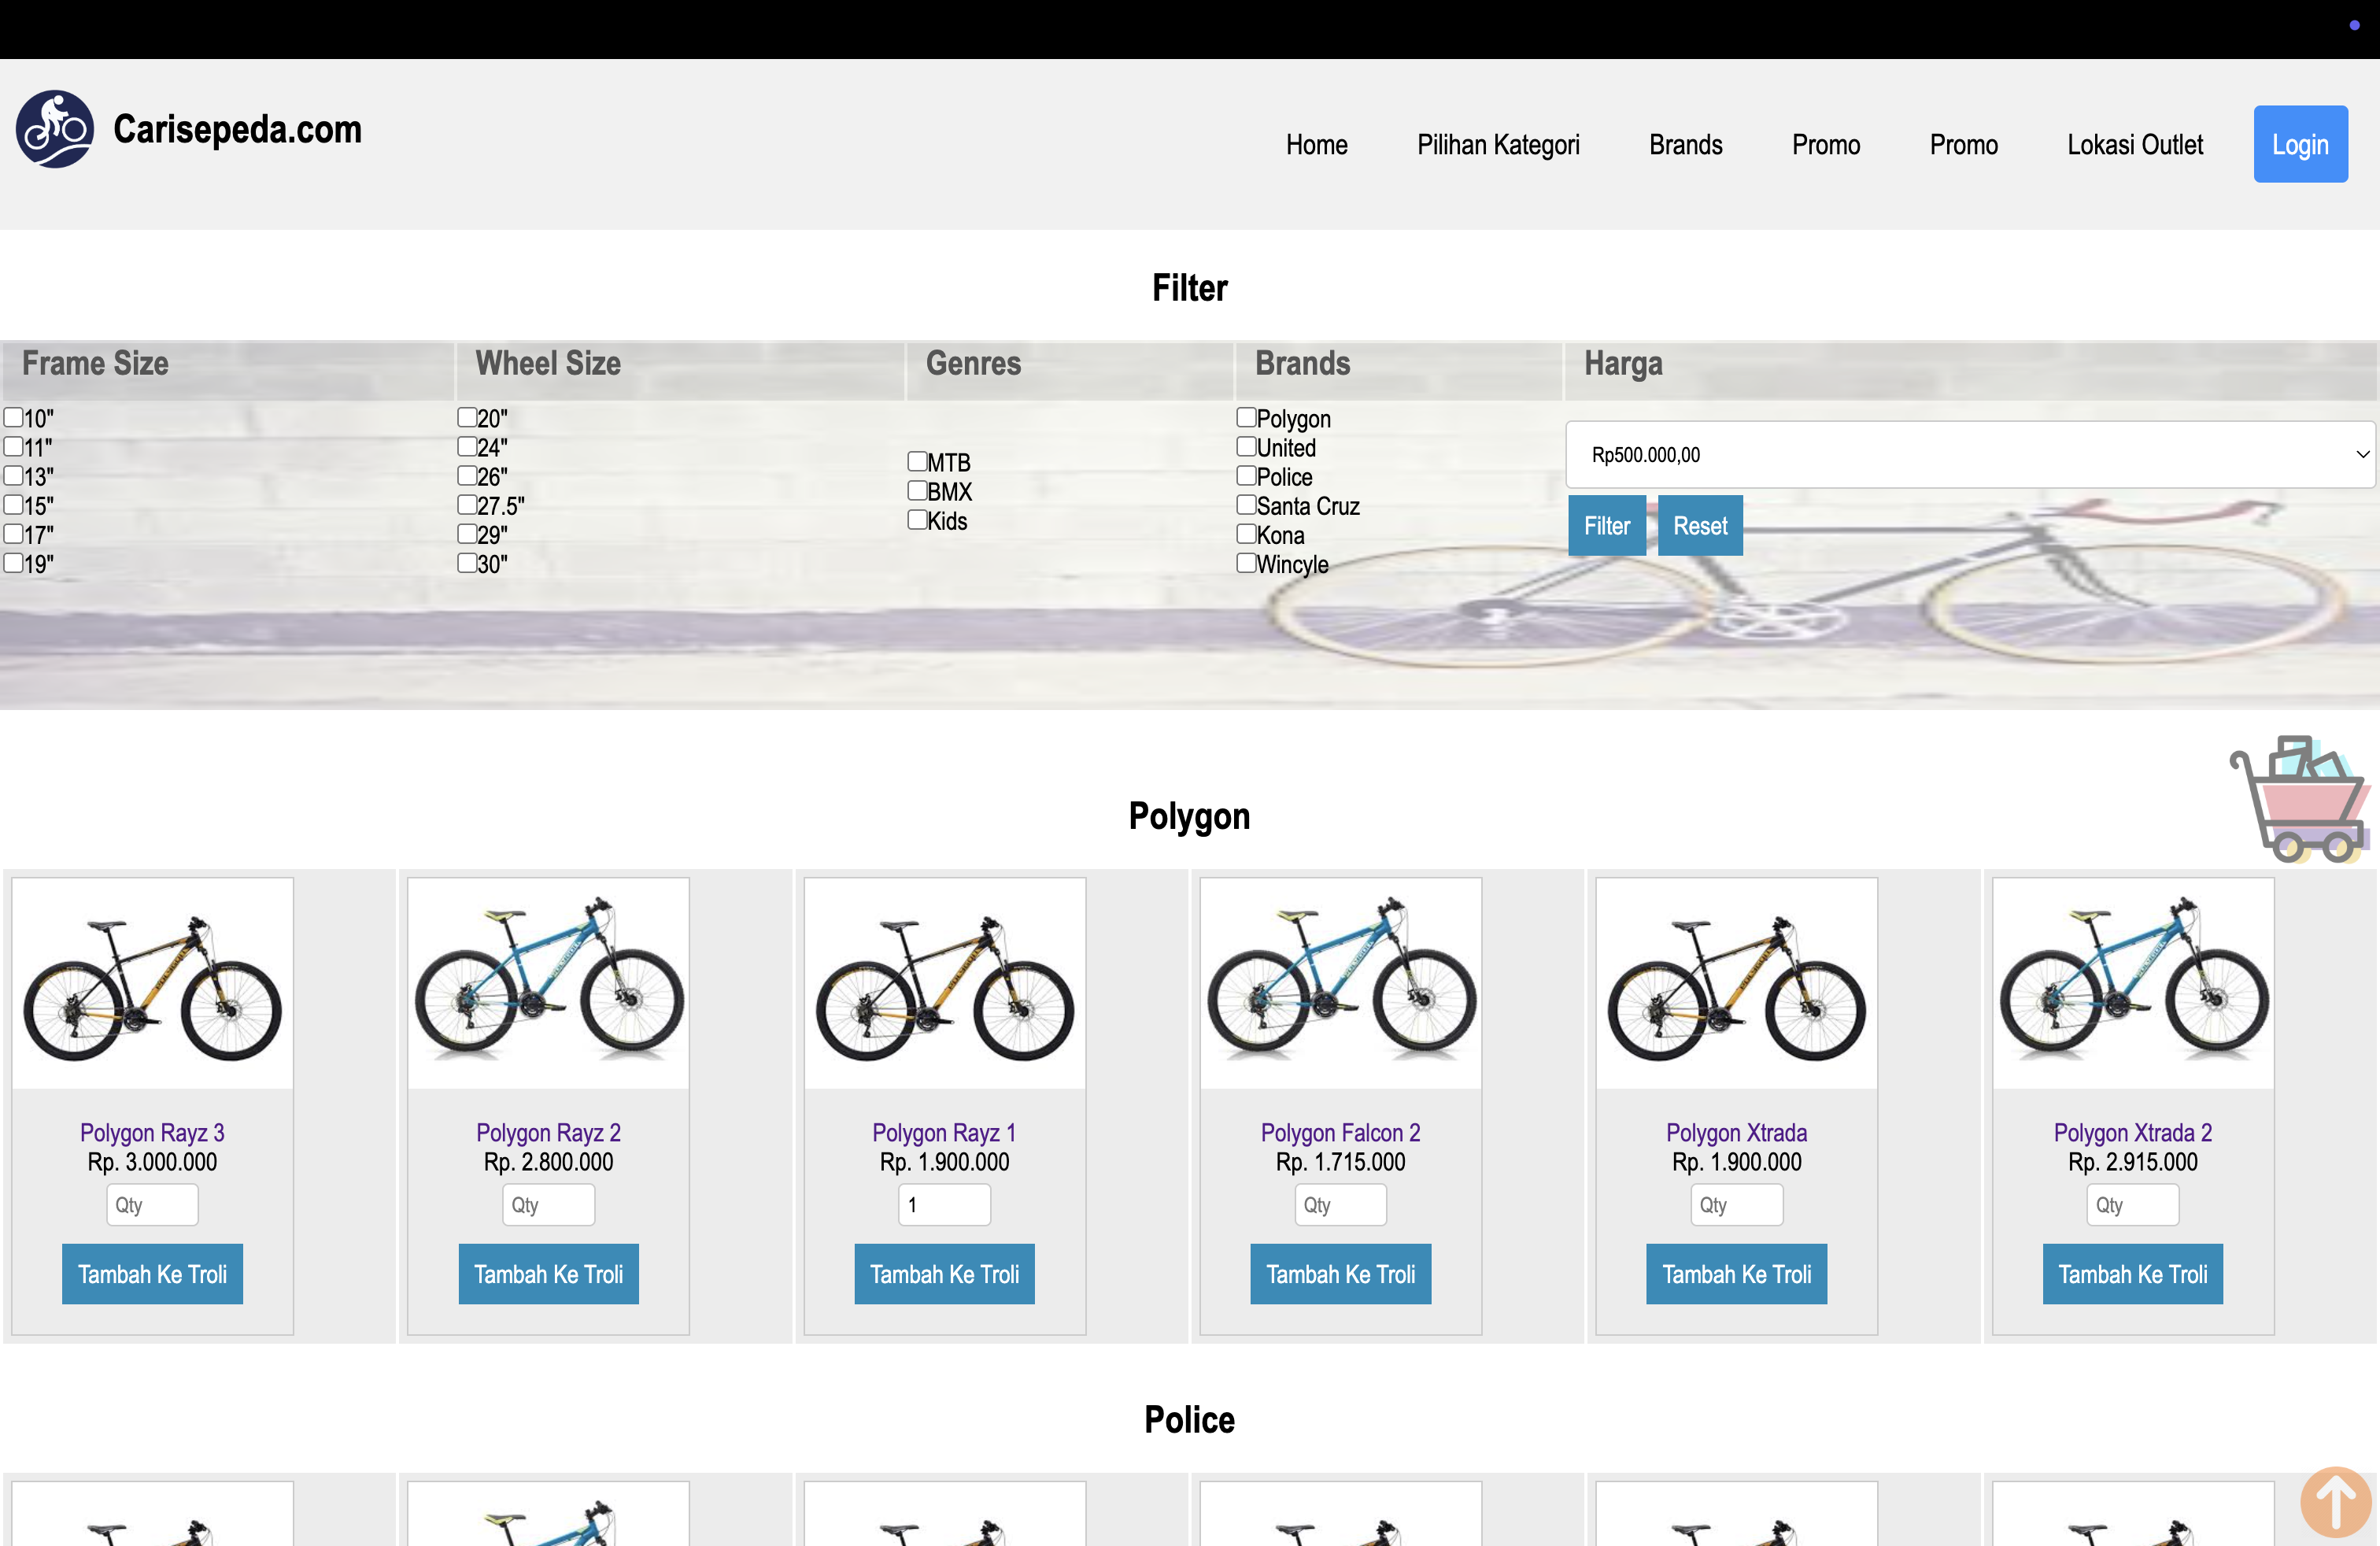 Carisepeda.com
Home Pilihan Kategori Brands Promo Promo Lokasi Outlet Login
Filter
Frame Size Wheel Size Genres Brands Harga
10" 20" Polygon
11" 24" United
13" 26" MTB Police
15" 27.5" BMX Santa Cruz
17" 29" Kids Kona
19" 30" Wincyle
Rp500.000,00
Filter Reset
Polygon
Polygon Rayz 3 Polygon Rayz 2 Polygon Rayz 1 Polygon Falcon 2 Polygon Xtrada Polygon Xtrada 2
Rp. 3.000.000 Rp. 2.800.000 Rp. 1.900.000 Rp. 1.715.000 Rp. 1.900.000 Rp. 2.915.000
Qty Qty 1 Qty Qty Qty
Tambah Ke Troli Tambah Ke Troli Tambah Ke Troli Tambah Ke Troli Tambah Ke Troli Tambah Ke Troli
Police